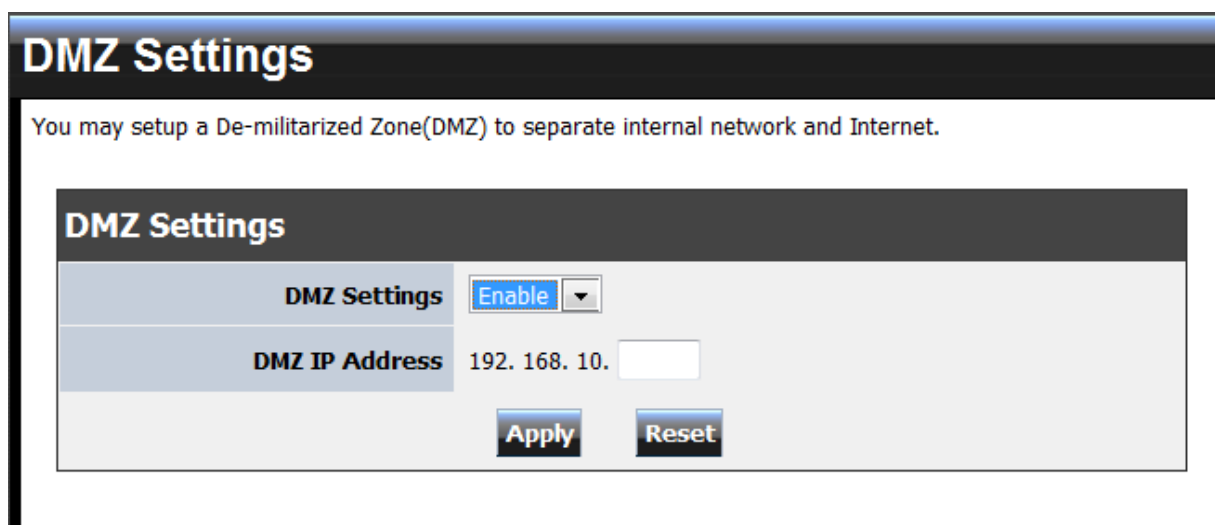 DMZ Settings
You may setup a De-militarized Zone(DMZ) to separate internal network and Internet.
DMZ Settings
DMZ Settings Enable
DMZ IP Address 192. 168. 10.
Apply Reset